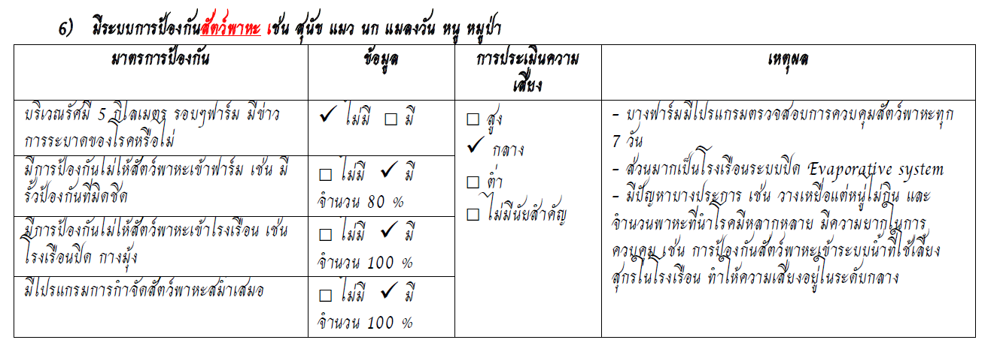 6) มีระบบการป้องกันสัตว์พาหะ เช่น สุนัข แมว นก แมลงวัน หนู หมูป่า
มาตรการป้องกัน
ข้อมูล
การประเมินความ
เสี่ยง
เหตุผล
บริเวณรัศมี 5 กิโลเมตร รอบๆฟาร์ม มีข่าว
การระบาดของโรคหรือไม่
✓ ไม่มี □ มี
มีการป้องกันไม่ให้สัตว์พาหะเข้าฟาร์ม เช่น มี
รั้วป้องกันที่มิดชิด
□ ไม่มี ✓ มี
จำนวน 80 %
มีการป้องกันไม่ให้สัตว์พาหะเข้าโรงเรือน เช่น
โรงเรือนปิด กางมุ้ง
□ ไม่มี ✓ มี
จำนวน 100 %
มีโปรแกรมการกำจัดสัตว์พาหะสม่ำเสมอ
□ ไม่มี ✓ มี
จำนวน 100 %
□ สูง
✓ กลาง
□ ต่ำ
□ ไม่มีนัยสำคัญ
- บางฟาร์มมีโปรแกรมตรวจสอบการควบคุมสัตว์พาหะทุก
7 วัน
- ส่วนมากเป็นโรงเรือนระบบปิด Evaporative system
- มีปัญหาบางประการ เช่น วางเหยื่อแต่หนู่ไม่กิน และ
จำนวนพาหะที่นำโรคมีหลากหลาย มีความยากในการ
ควบคุม เช่น การป้องกันสัตว์พาหะเข้าระบบน้ำที่ใช้เลี้ยง
สุกรในโรงเรือน ทำให้ความเสี่ยงอยู่ในระดับกลาง